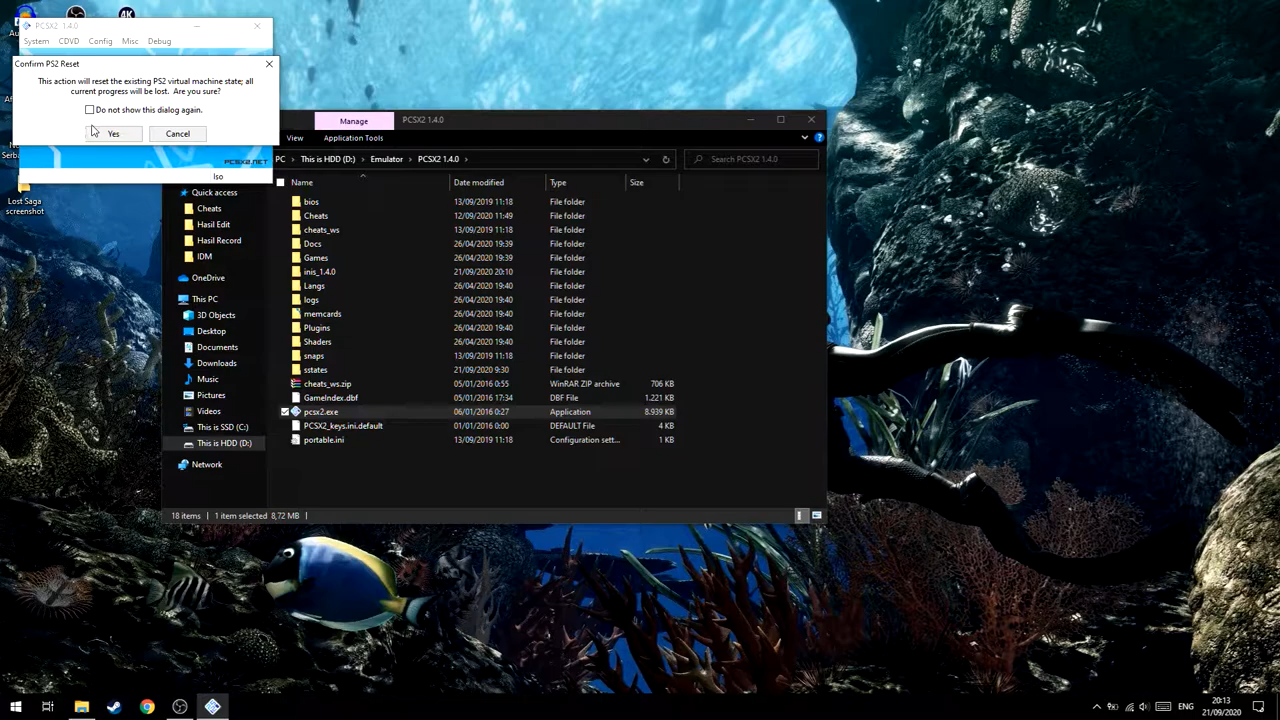 4K
PCSX2 1.4.0
System CDVD Config Misc Debug
Confirm PS2 Reset
This action will reset the existing PS2 virtual machine state; all
current progress will be lost. Are you sure?
Do not show this dialog again.
Yes Cancel
PCSX2.NET
Iso
Lost Saga
screenshot
Manage PCSX2 1.4.0
View Application Tools
PC This is HDD (D:) Emulator PCSX2 1.4.0 Search PCSX2 1.4.0
Name Date modified Type Size
Quick access
Cheats
Hasil Edit
Hasil Record
IDM
OneDrive
This PC
3D Objects
Desktop
Documents
Downloads
Music
Pictures
Videos
This is SSD (C:)
This is HDD (D:)
Network
bios 13/09/2019 11:18 File folder
Cheats 12/09/2020 11:49 File folder
cheats_ws 13/09/2019 11:18 File folder
Docs 26/04/2020 19:39 File folder
Games 26/04/2020 19:39 File folder
inis_1.4.0 21/09/2020 20:10 File folder
Langs 26/04/2020 19:40 File folder
logs 26/04/2020 19:40 File folder
memcards 26/04/2020 19:40 File folder
Plugins 26/04/2020 19:40 File folder
Shaders 26/04/2020 19:40 File folder
snaps 13/09/2019 11:18 File folder
sstates 21/09/2020 9:30 File folder
cheats_ws.zip 05/01/2016 0:55 WinRAR ZIP archive 706 KB
GameIndex.dbf 05/01/2016 17:34 DBF File 1.221 KB
pcsx2.exe 06/01/2016 0:27 Application 8.939 KB
PCSX2_keys.ini.default 01/01/2016 0:00 DEFAULT File 4 KB
portable.ini 13/09/2019 11:18 Configuration sett... 1 KB
18 items 1 item selected 8,72 MB
ENG
20:13
21/09/2020